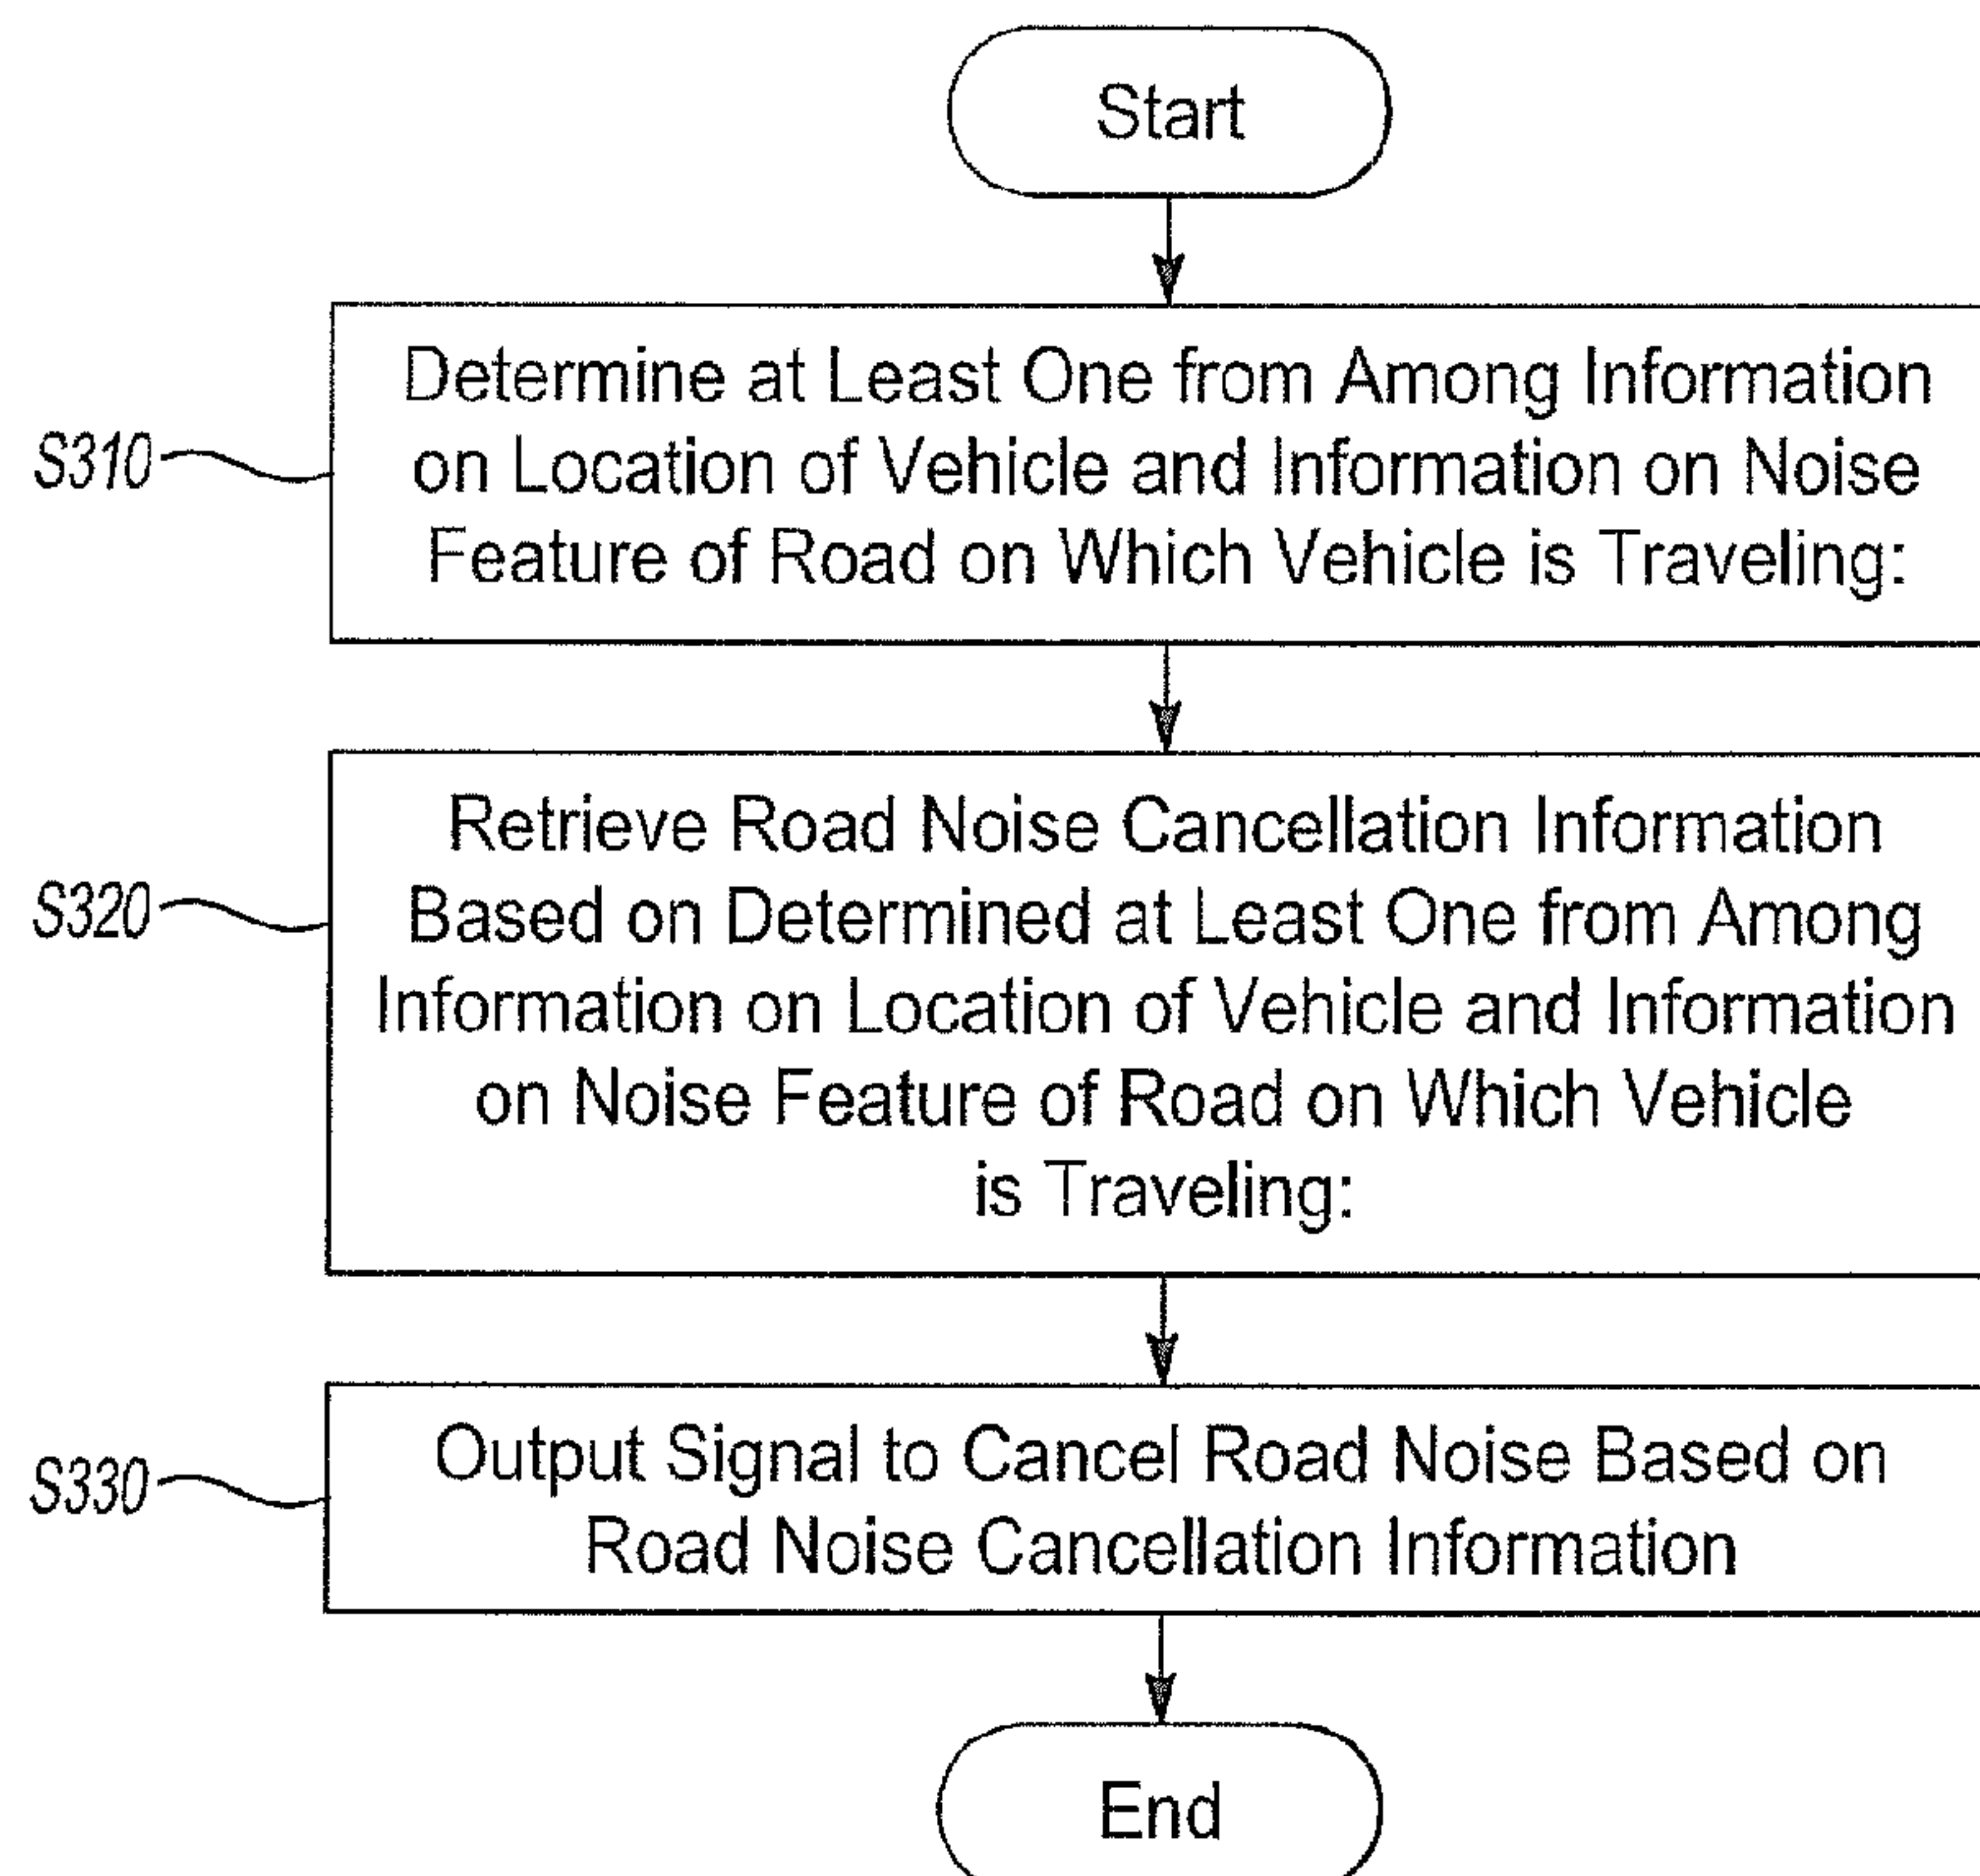 Start
S310
Determine at Least One from Among Information
on Location of Vehicle and Information on Noise
Feature of Road on Which Vehicle is Traveling:
S320
Retrieve Road Noise Cancellation Information
Based on Determined at Least One from Among
Information on Location of Vehicle and Information
on Noise Feature of Road on Which Vehicle
is Traveling:
S330
Output Signal to Cancel Road Noise Based on
Road Noise Cancellation Information
End